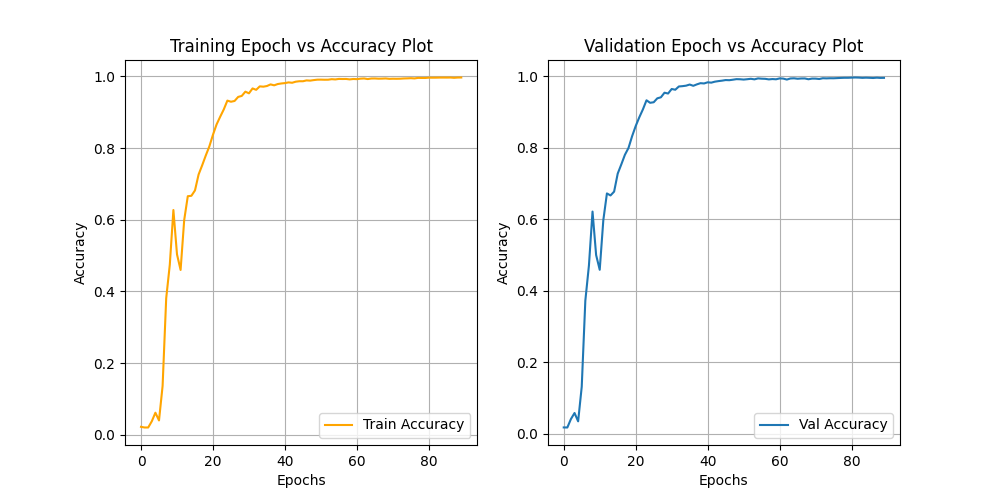 Training Epoch vs Accuracy Plot
1.0
0.8
0.6
0.4
0.2
0.0
Accuracy
0 20 40 60 80
Epochs
Train Accuracy
Validation Epoch vs Accuracy Plot
1.0
0.8
0.6
0.4
0.2
0.0
Accuracy
0 20 40 60 80
Epochs
Val Accuracy